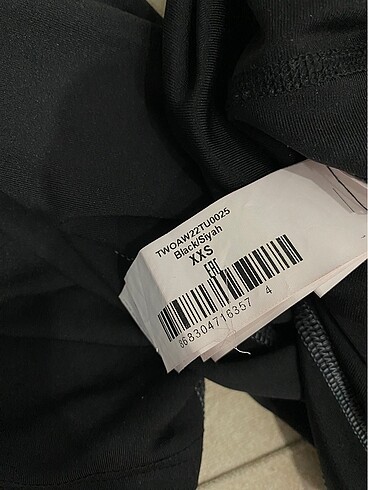 TWOAW22TU0025
Black/Siyah
XXS
EAC
8683047163574